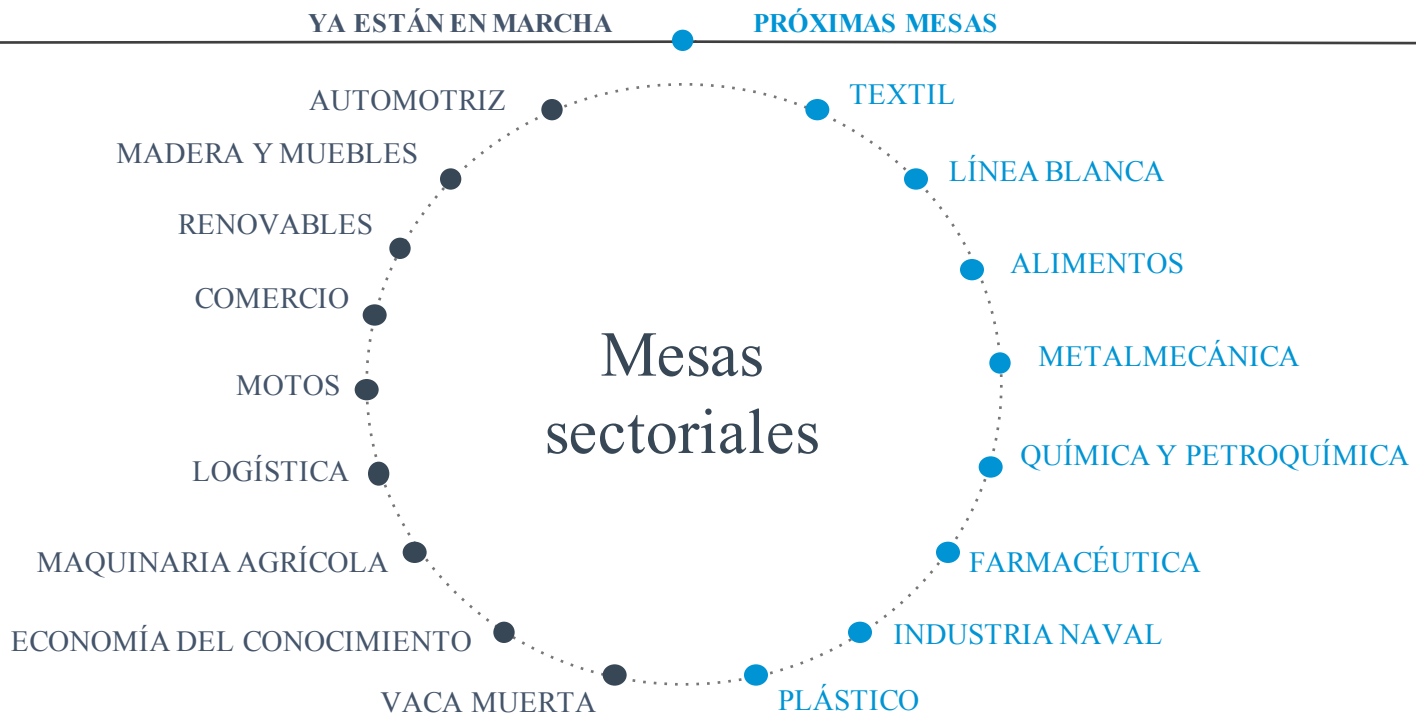 YA ESTÁN EN MARCHA
PRÓXIMAS MESAS
AUTOMOTRIZ
MADERA Y MUEBLES
RENOVABLES
COMERCIO
MOTOS
LOGÍSTICA
MAQUINARIA AGRÍCOLA
ECONOMÍA DEL CONOCIMIENTO
VACA MUERTA
Mesas
sectoriales
TEXTIL
LÍNEA BLANCA
ALIMENTOS
METALMECÁNICA
QUÍMICA Y PETROQUÍMICA
FARMACÉUTICA
INDUSTRIA NAVAL
PLÁSTICO